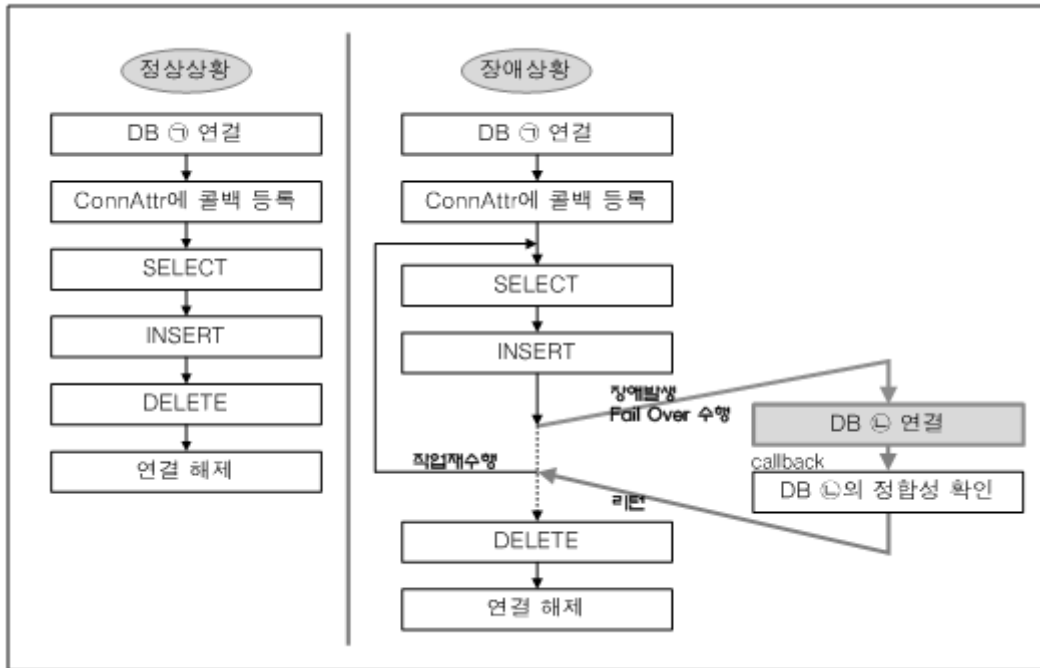 정상상황
DB ㉠ 연결
ConnAttr에 콜백 등록
SELECT
INSERT
DELETE
연결 해제
장애상황
DB ㉠ 연결
ConnAttr에 콜백 등록
SELECT
INSERT
장애발생
Fail Over 수행
DB ㉡ 연결
callback
DB ㉡의 정합성 확인
작업재수행
리턴
DELETE
연결 해제